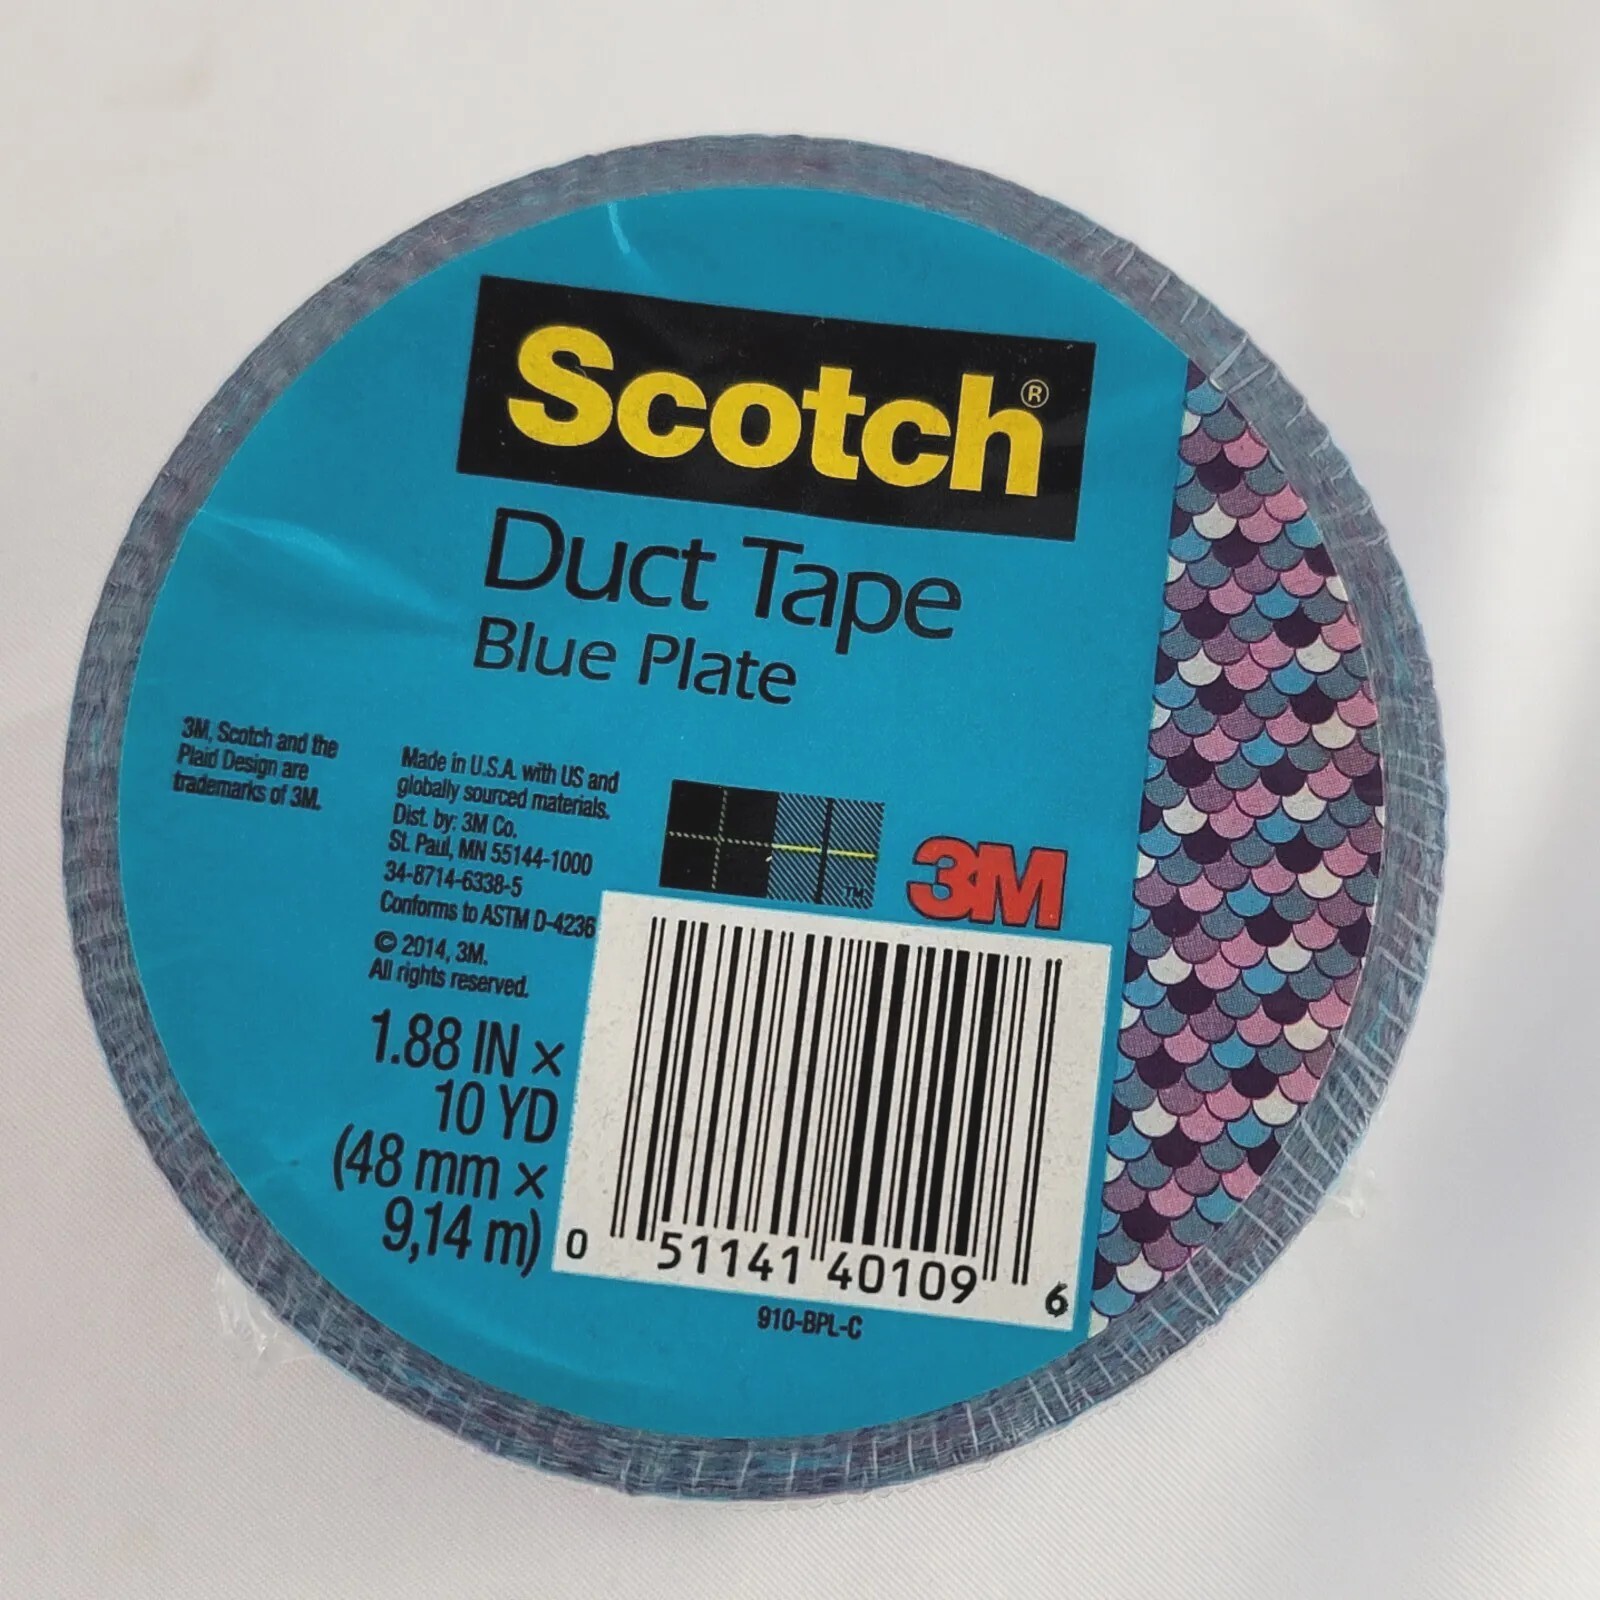 Scotch®
Duct Tape
Blue Plate
3M, Scotch and the
Plaid Design are
trademarks of 3M.
Made in U.S.A. with US and
globally sourced materials.
Dist. by: 3M Co.
St. Paul, MN 55144-1000
34-8714-6338-5
Conforms to ASTM D-4236
© 2014, 3M.
All rights reserved.
™
3M
1.88 IN ×
10 YD
(48 mm ×
9,14 m)
0 51141 40109 6
910-BPL-C